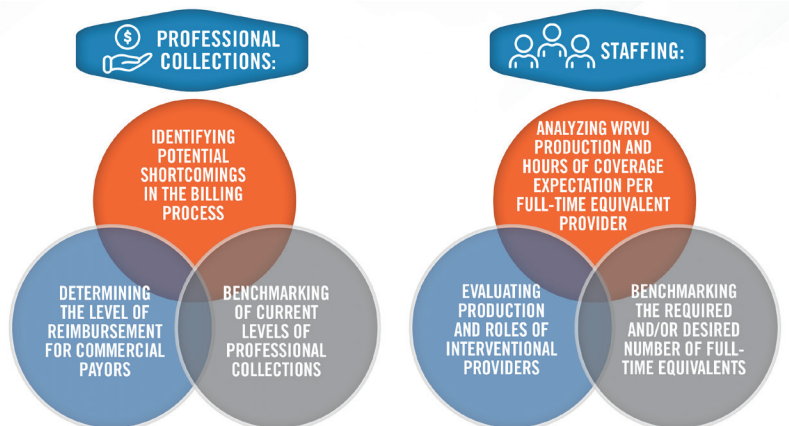 PROFESSIONAL
COLLECTIONS:
IDENTIFYING
POTENTIAL
SHORTCOMINGS
IN THE BILLING
PROCESS
DETERMINING
THE LEVEL OF
REIMBURSEMENT
FOR COMMERCIAL
PAYORS
BENCHMARKING
OF CURRENT
LEVELS OF
PROFESSIONAL
COLLECTIONS
STAFFING:
ANALYZING WRVU
PRODUCTION AND
HOURS OF COVERAGE
EXPECTATION PER
FULL-TIME EQUIVALENT
PROVIDER
EVALUATING
PRODUCTION
AND ROLES OF
INTERVENTIONAL
PROVIDERS
BENCHMARKING
THE REQUIRED
AND/OR DESIRED
NUMBER OF FULL-
TIME EQUIVALENTS